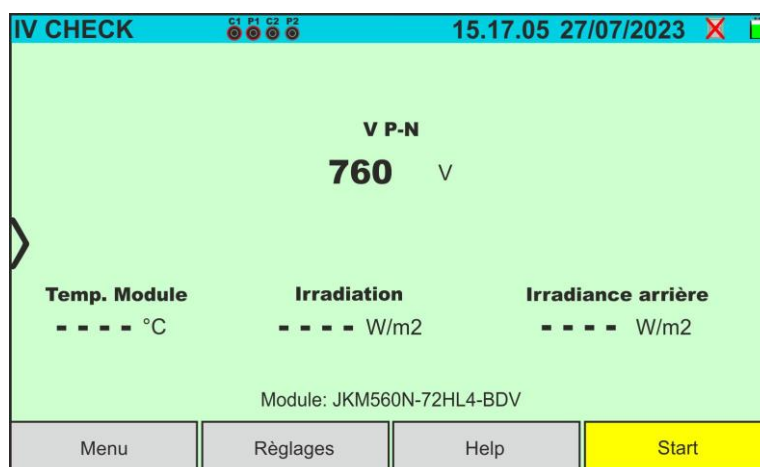 IV CHECK C1 P1 C2 P2 15.17.05 27/07/2023
V P-N
760 V
Temp. Module Irradiation Irradiance arrière
- - - - °C - - - - W/m2 - - - - W/m2
Module: JKM560N-72HL4-BDV
Menu Règlages Help Start